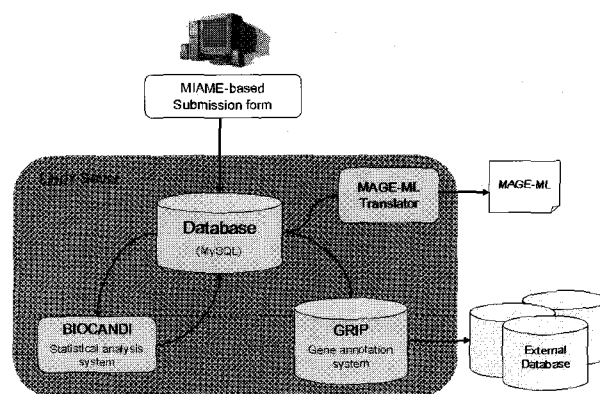 MIAME-based
Submission form
Database
(MySQL)
MAGE-ML
Translator
MAGE-ML
BIOCANDI
Statistical analysis
system
GRIP
Gene annotation
system
External
Database